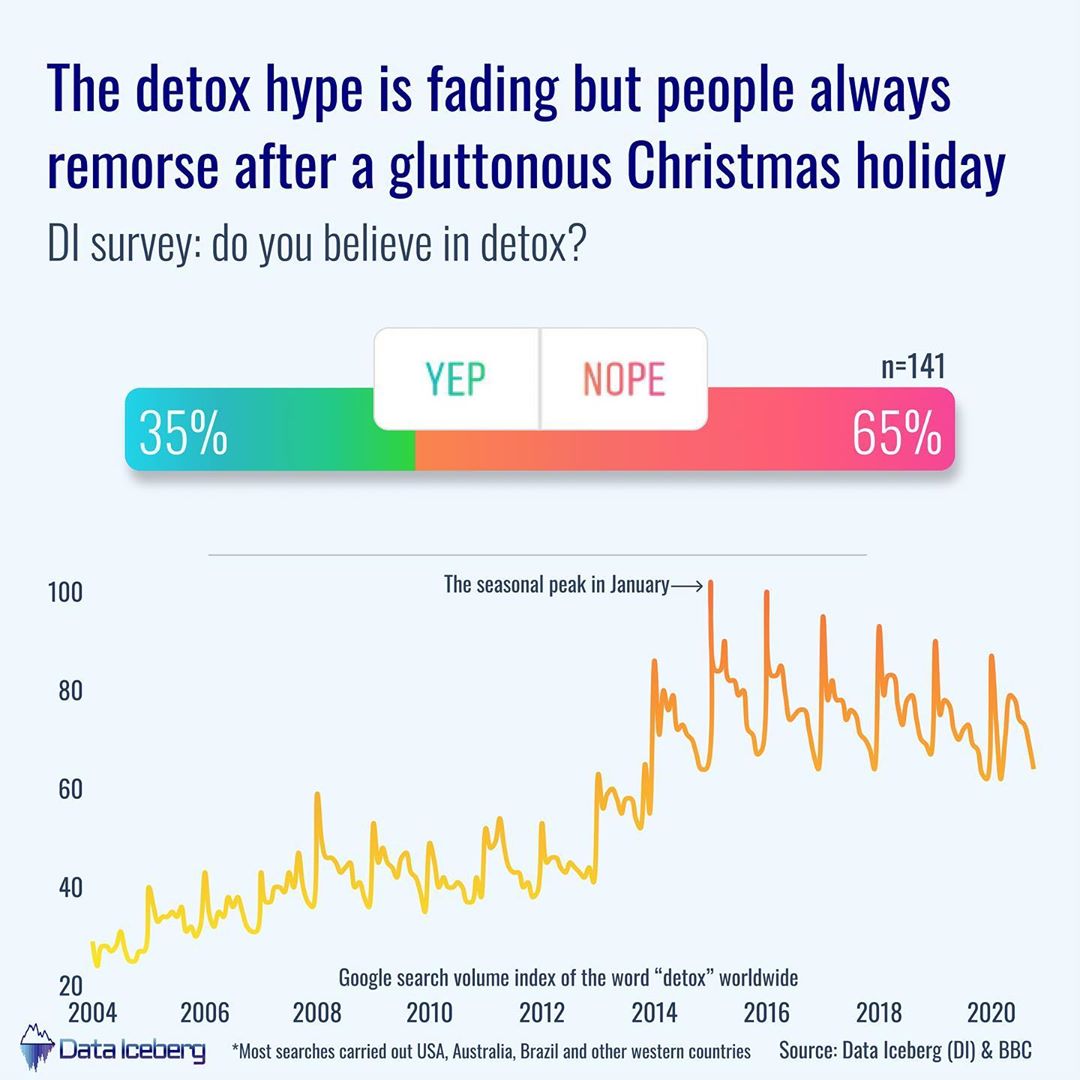 The detox hype is fading but people always
remorse after a gluttonous Christmas holiday
DI survey: do you believe in detox?
YEP
NOPE
n=141
35%
65%
The seasonal peak in January
100
80
60
40
20
Google search volume index of the word “detox” worldwide
2004 2006 2008 2010 2012 2014 2016 2018 2020
Data Iceberg
*Most searches carried out USA, Australia, Brazil and other western countries
Source: Data Iceberg (DI) & BBC